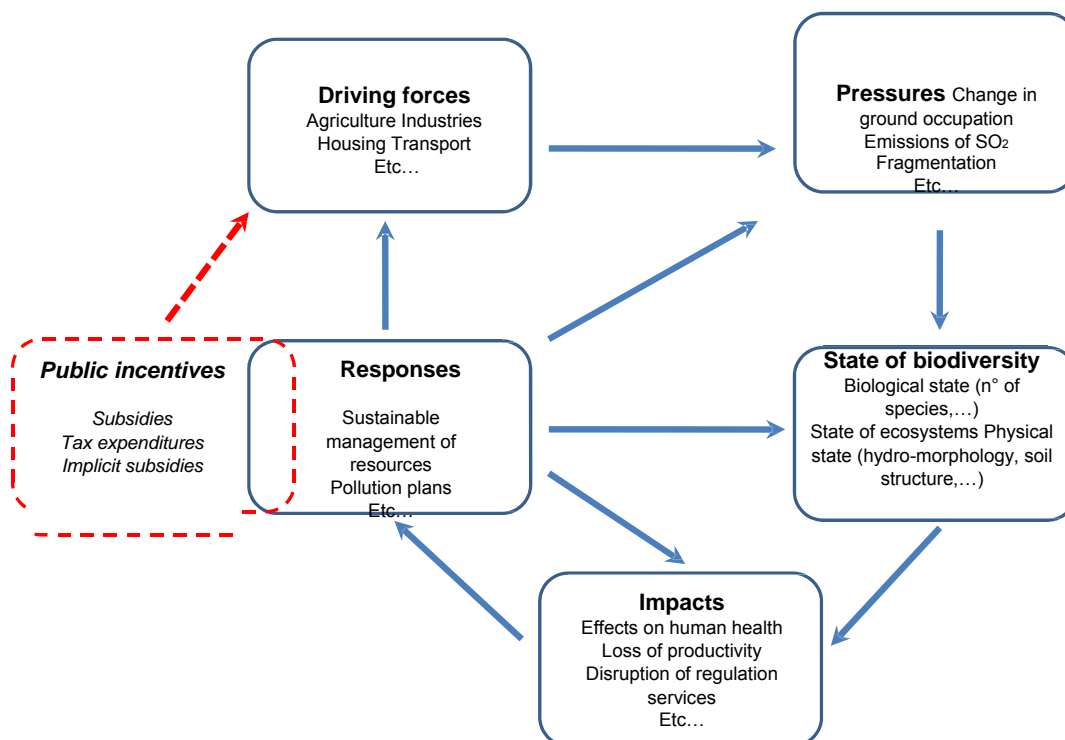 Driving forces
Agriculture Industries
Housing Transport
Etc…
Pressures Change in
ground occupation
Emissions of SO₂
Fragmentation
Etc…
Public incentives
Subsidies
Tax expenditures
Implicit subsidies
Responses
Sustainable
management of
resources
Pollution plans
Etc…
State of biodiversity
Biological state (n° of
species,…)
State of ecosystems Physical
state (hydro-morphology, soil
structure,…)
Impacts
Effects on human health
Loss of productivity
Disruption of regulation
services
Etc…